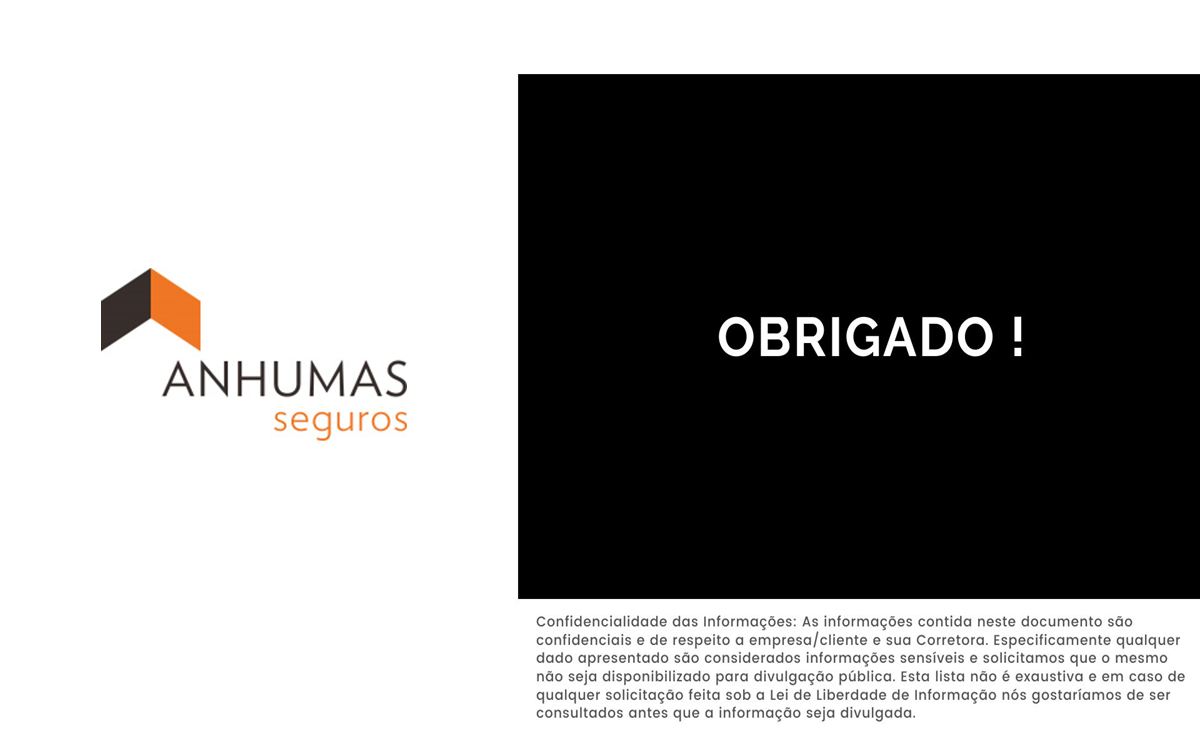 ANHUMAS
seguros
OBRIGADO !
Confidencialidade das Informações: As informações contida neste documento são
confidenciais e de respeito a empresa/cliente e sua Corretora. Especificamente qualquer
dado apresentado são considerados informações sensíveis e solicitamos que o mesmo
não seja disponibilizado para divulgação pública. Esta lista não é exaustiva e em caso de
qualquer solicitação feita sob a Lei de Liberdade de Informação nós gostaríamos de ser
consultados antes que a informação seja divulgada.